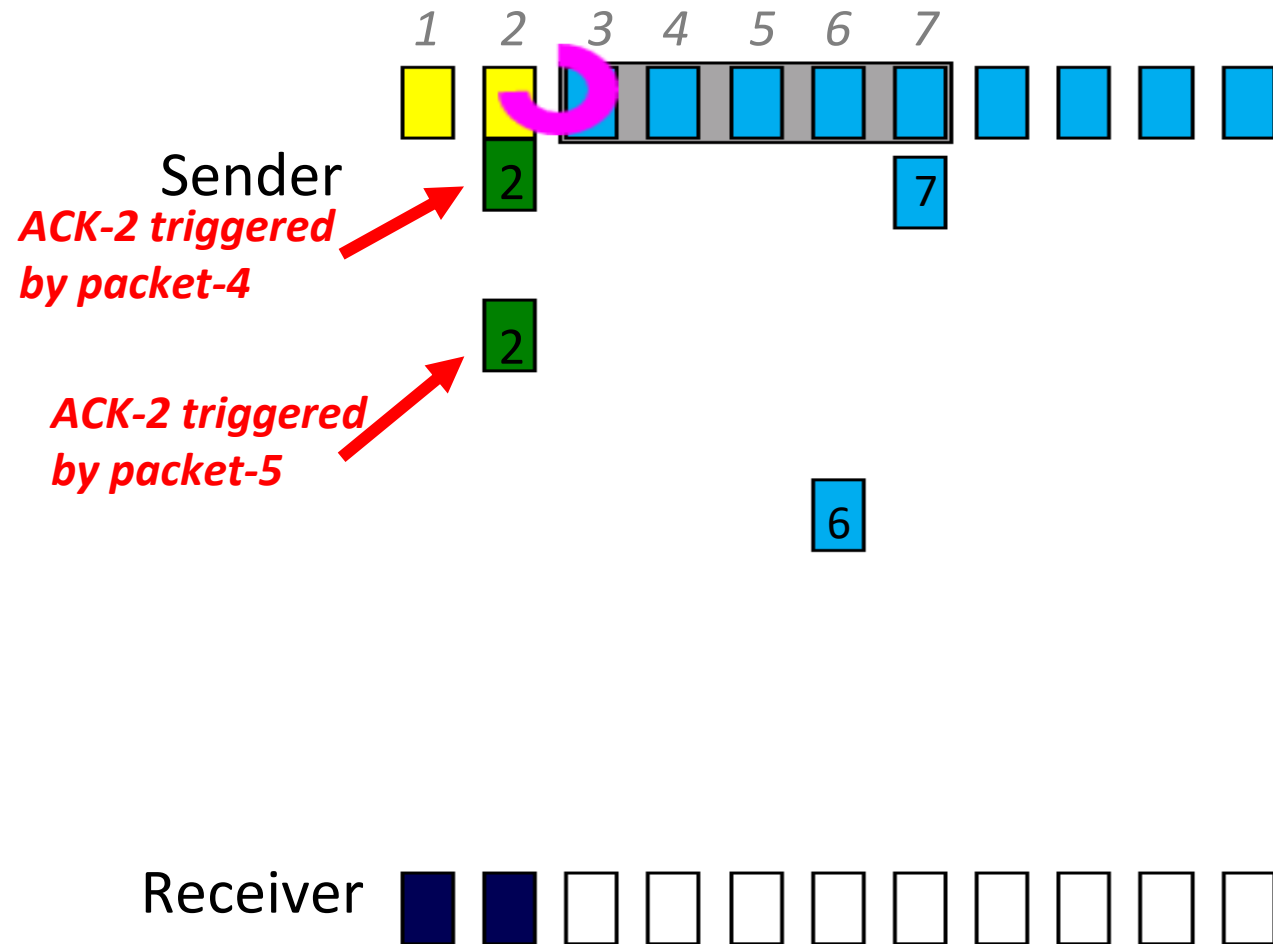 1 2 3 4 5 6 7
Sender
2
7
ACK-2 triggered
by packet-4
2
ACK-2 triggered
by packet-5
6
Receiver